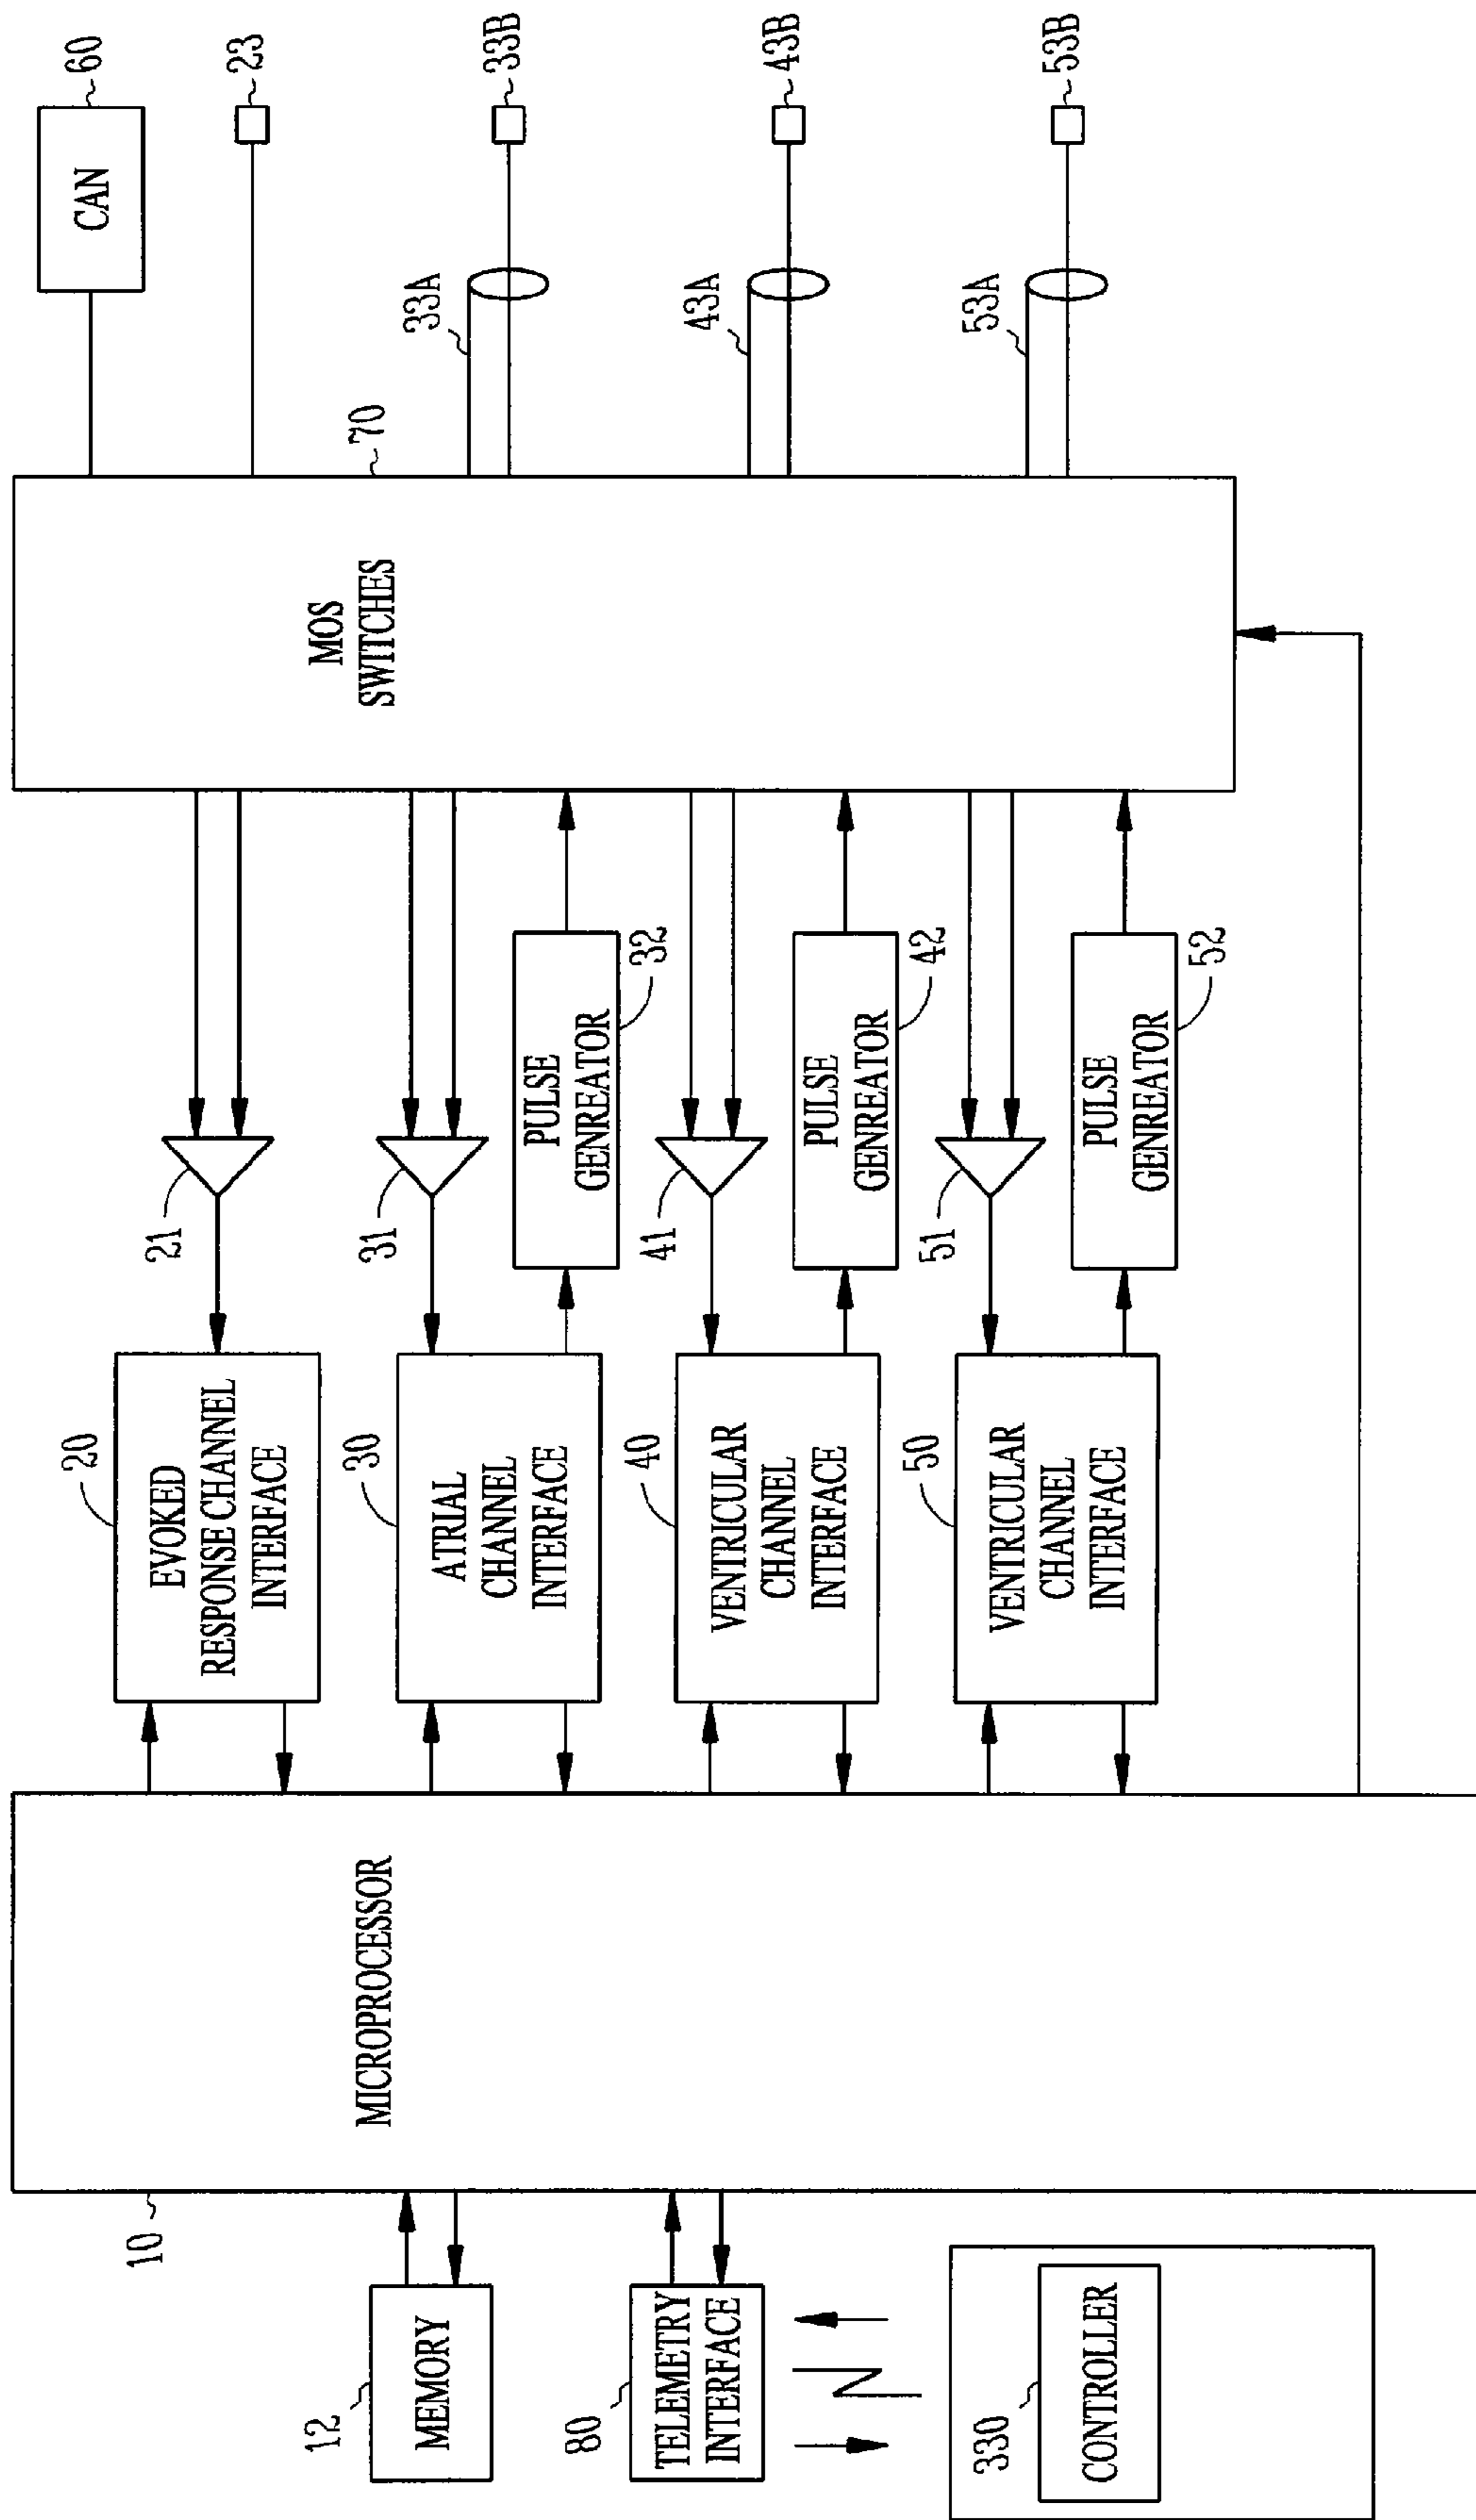 60
CAN
23
33B
43B
53B
33A
43A
53A
70
MOS
SWITCHES
21
31
PULSE
GENREATOR
32
41
PULSE
GENREATOR
42
51
PULSE
GENREATOR
52
20
EVOKED
RESPONSE CHANNEL
INTERFACE
30
ATRIAL
CHANNEL
INTERFACE
40
VENTRICULAR
CHANNEL
INTERFACE
50
VENTRICULAR
CHANNEL
INTERFACE
MICROPROCESSOR
10
12
MEMORY
80
TELEMETRY
INTERFACE
330
CONTROLLER